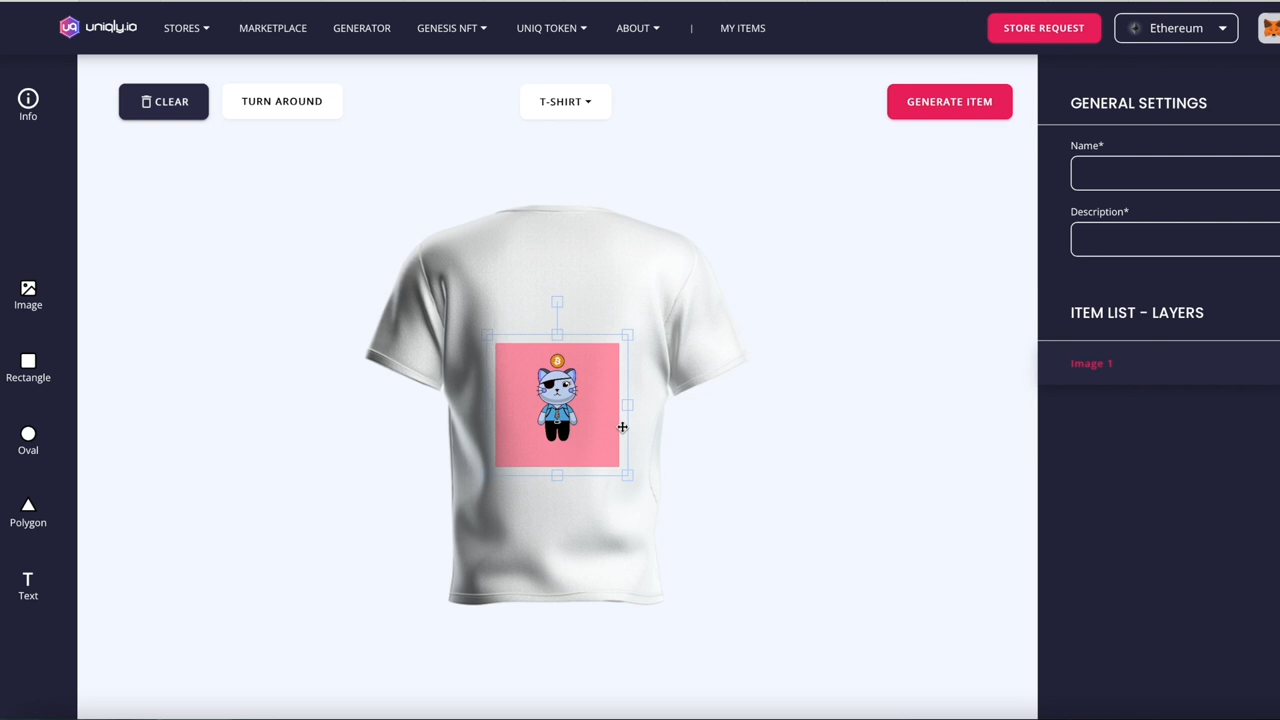 uniqly.io
STORES
MARKETPLACE
GENERATOR
GENESIS NFT
UNIQ TOKEN
ABOUT
|
MY ITEMS
STORE REQUEST
Ethereum
Info
CLEAR
TURN AROUND
T-SHIRT
GENERATE ITEM
GENERAL SETTINGS
Name*
Description*
Image
ITEM LIST - LAYERS
Image 1
Rectangle
Oval
Polygon
T
Text